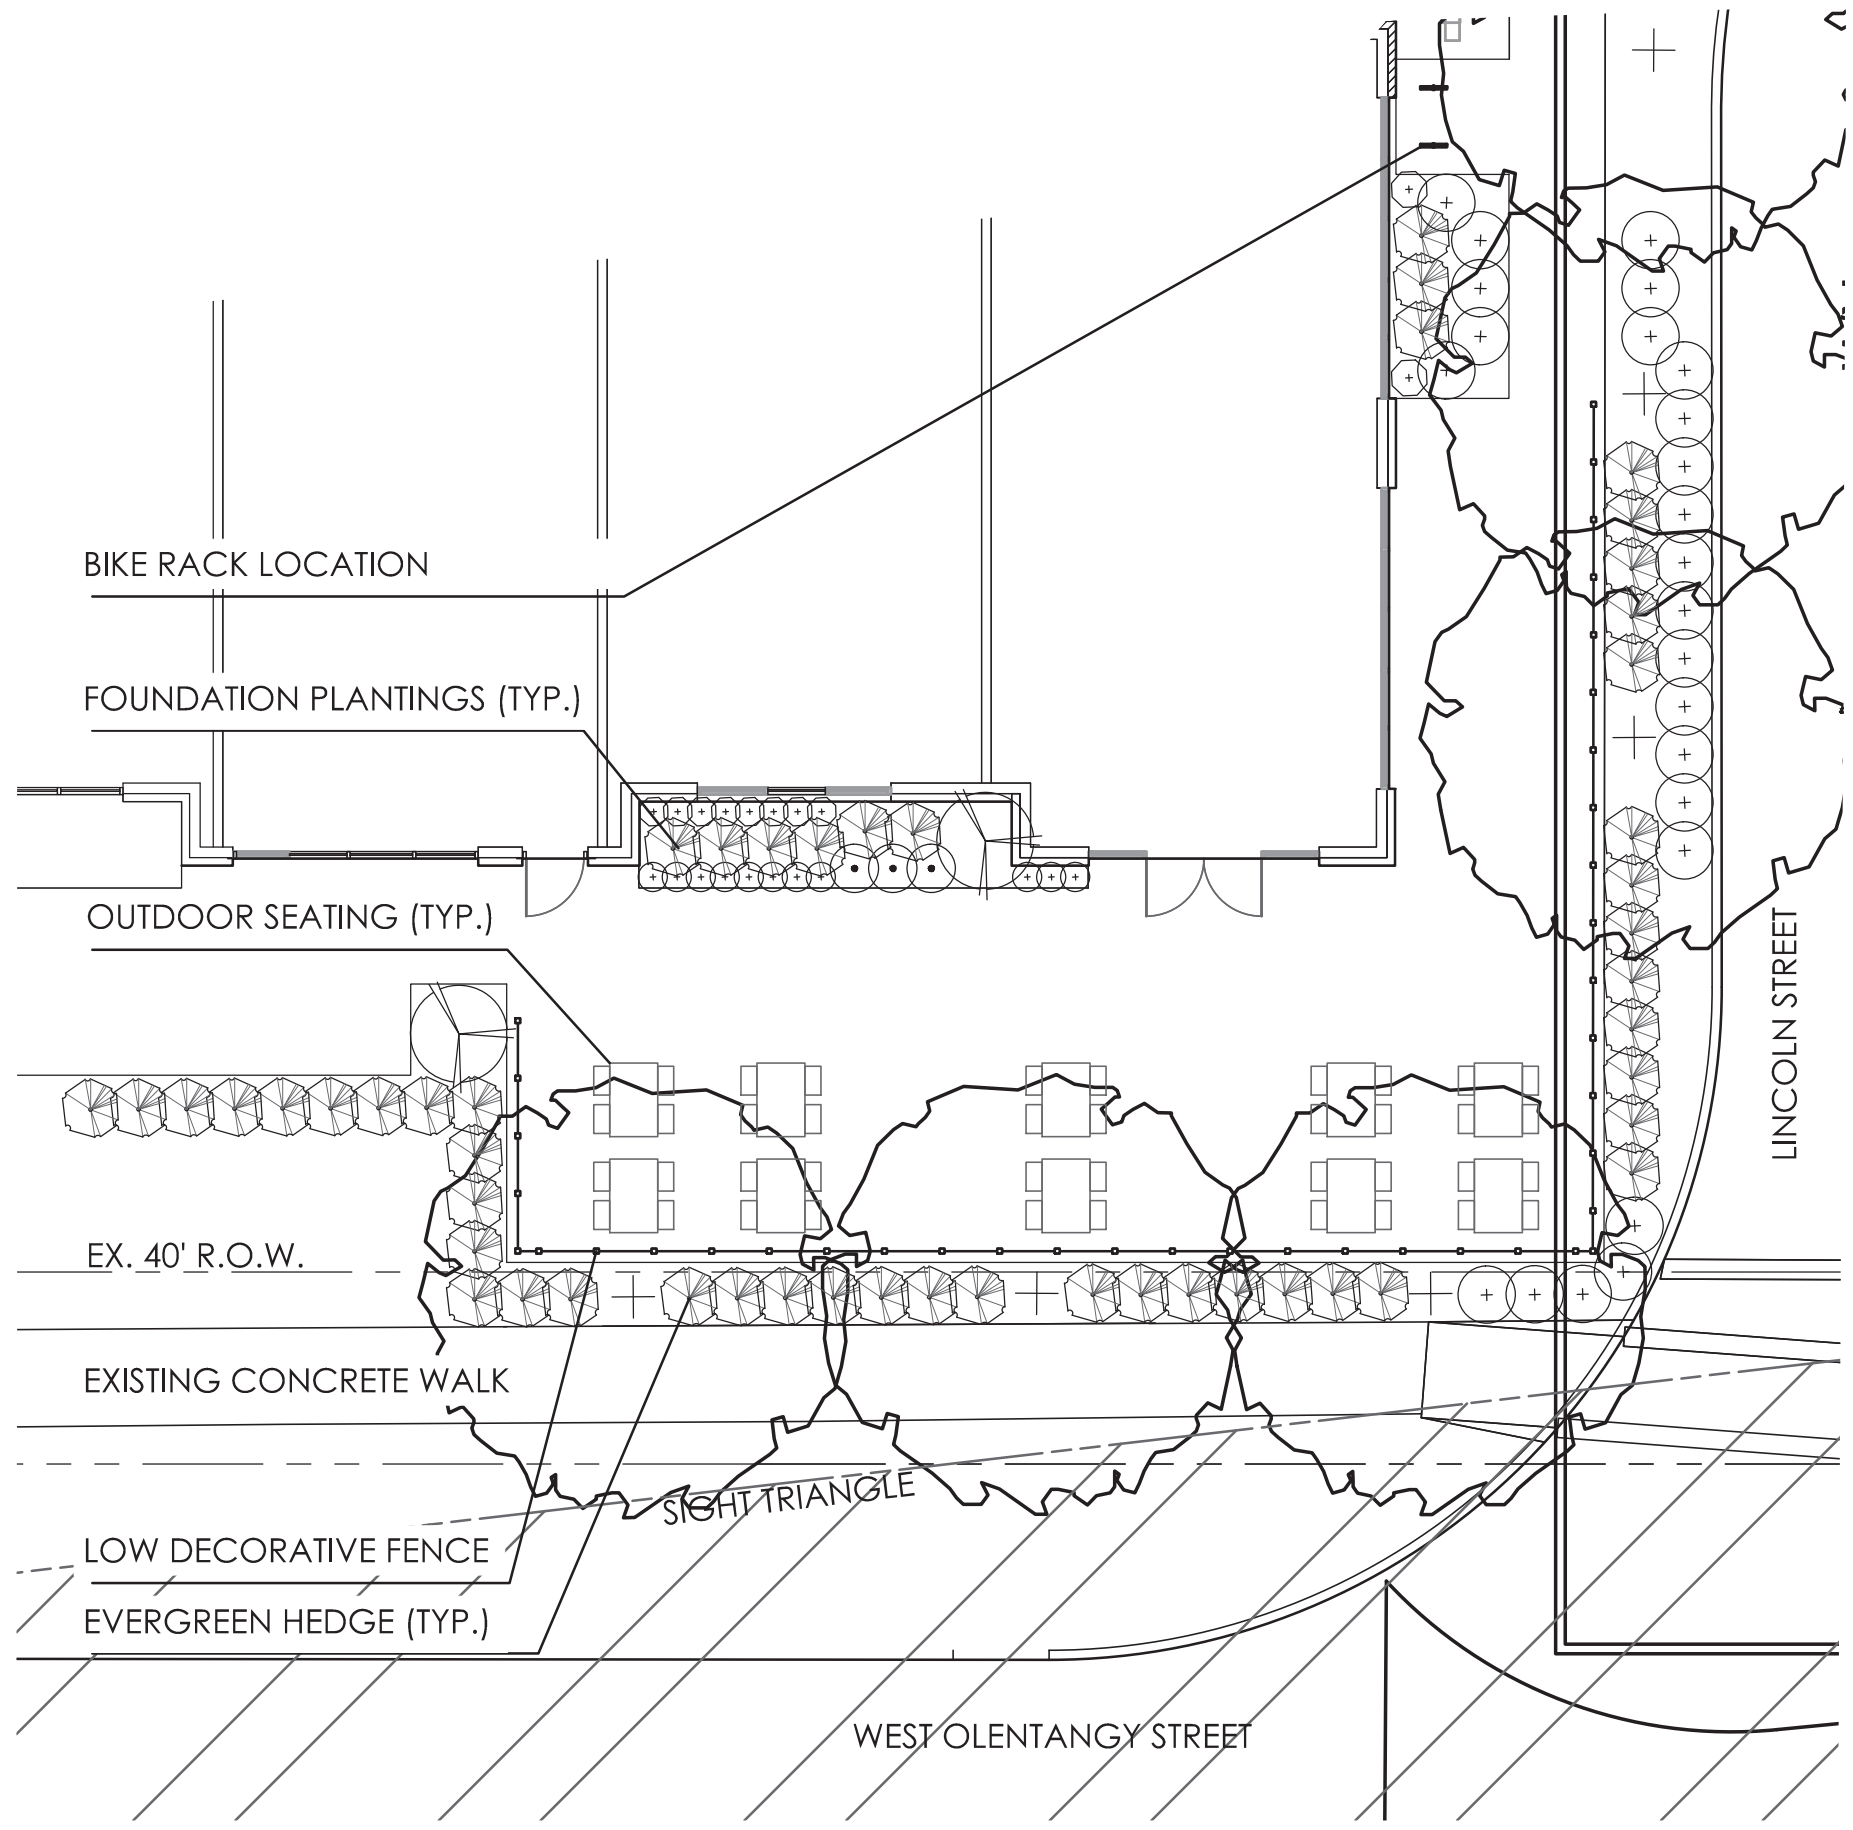 BIKE RACK LOCATION
FOUNDATION PLANTINGS (TYP.)
OUTDOOR SEATING (TYP.)
LINCOLN STREET
EX. 40' R.O.W.
EXISTING CONCRETE WALK
SIGHT TRIANGLE
LOW DECORATIVE FENCE
EVERGREEN HEDGE (TYP.)
WEST OLENTANGY STREET